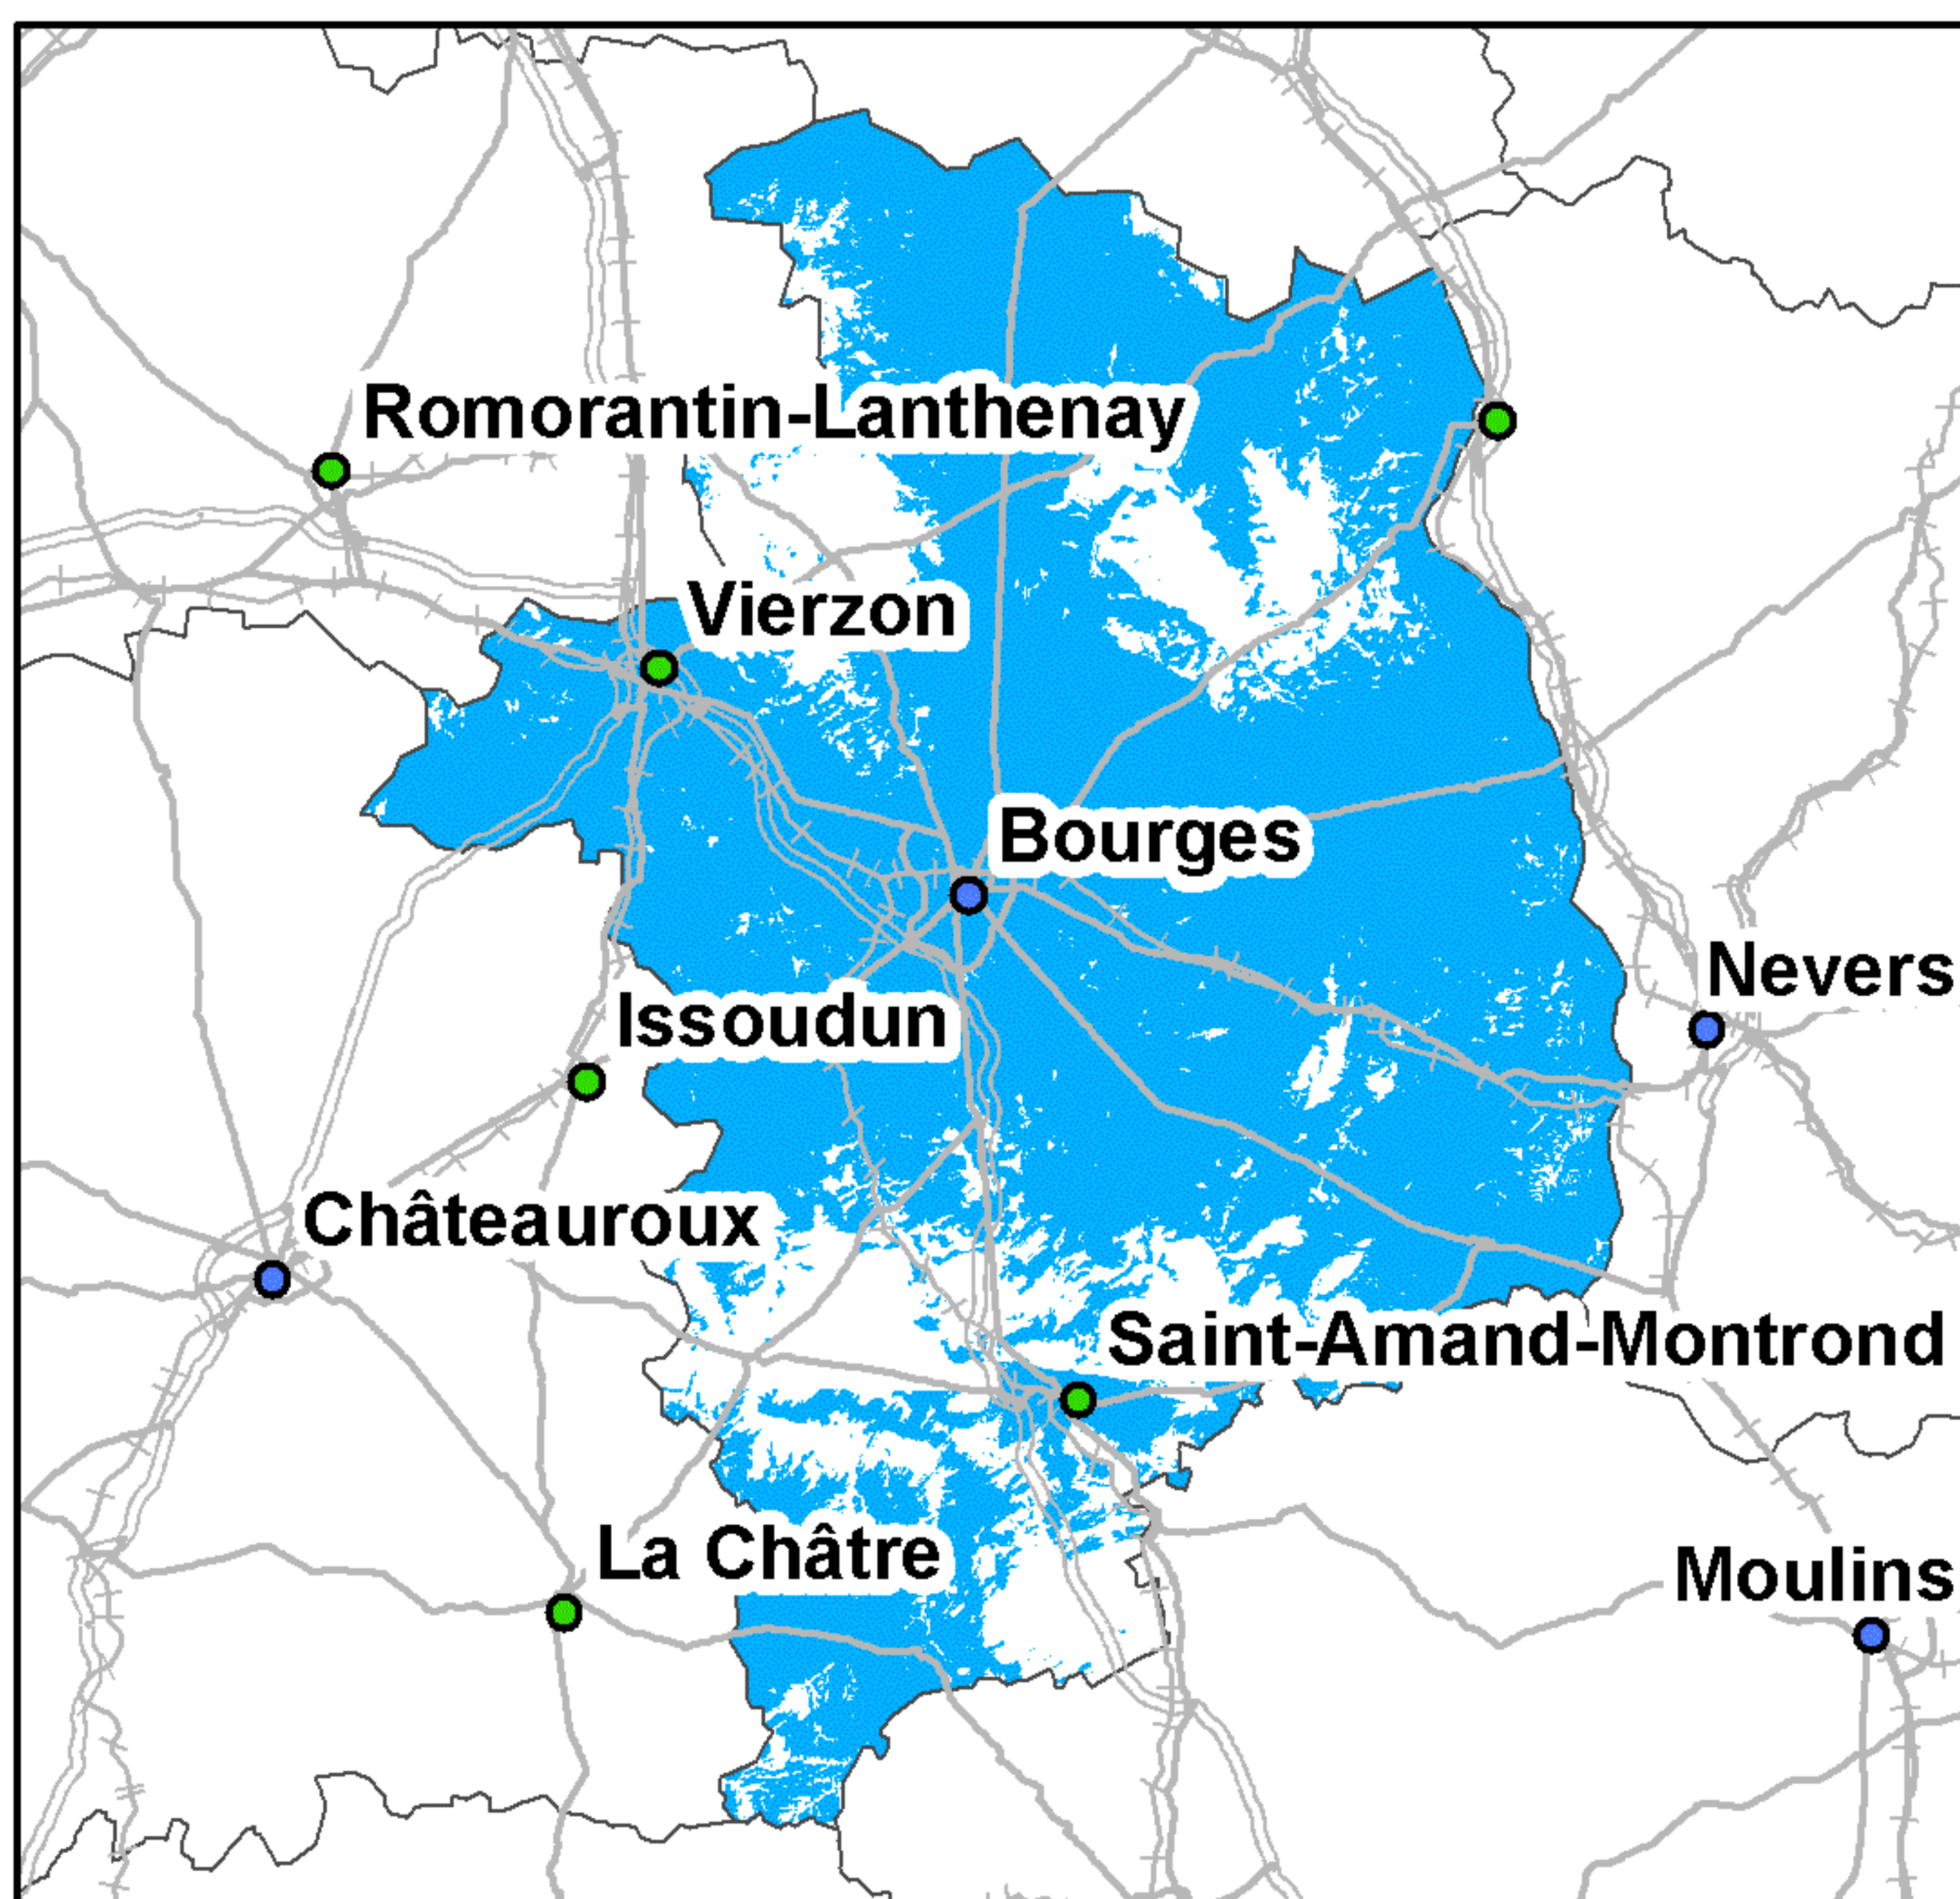 Romorantin-Lanthenay
Vierzon
Bourges
Nevers
Issoudun
Châteauroux
Saint-Amand-Montrond
La Châtre
Moulins